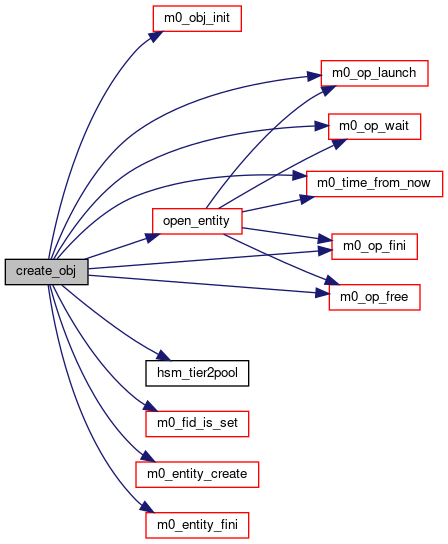 m0_obj_init
m0_op_launch
m0_op_wait
m0_time_from_now
open_entity
m0_op_fini
create_obj
m0_op_free
hsm_tier2pool
m0_fid_is_set
m0_entity_create
m0_entity_fini